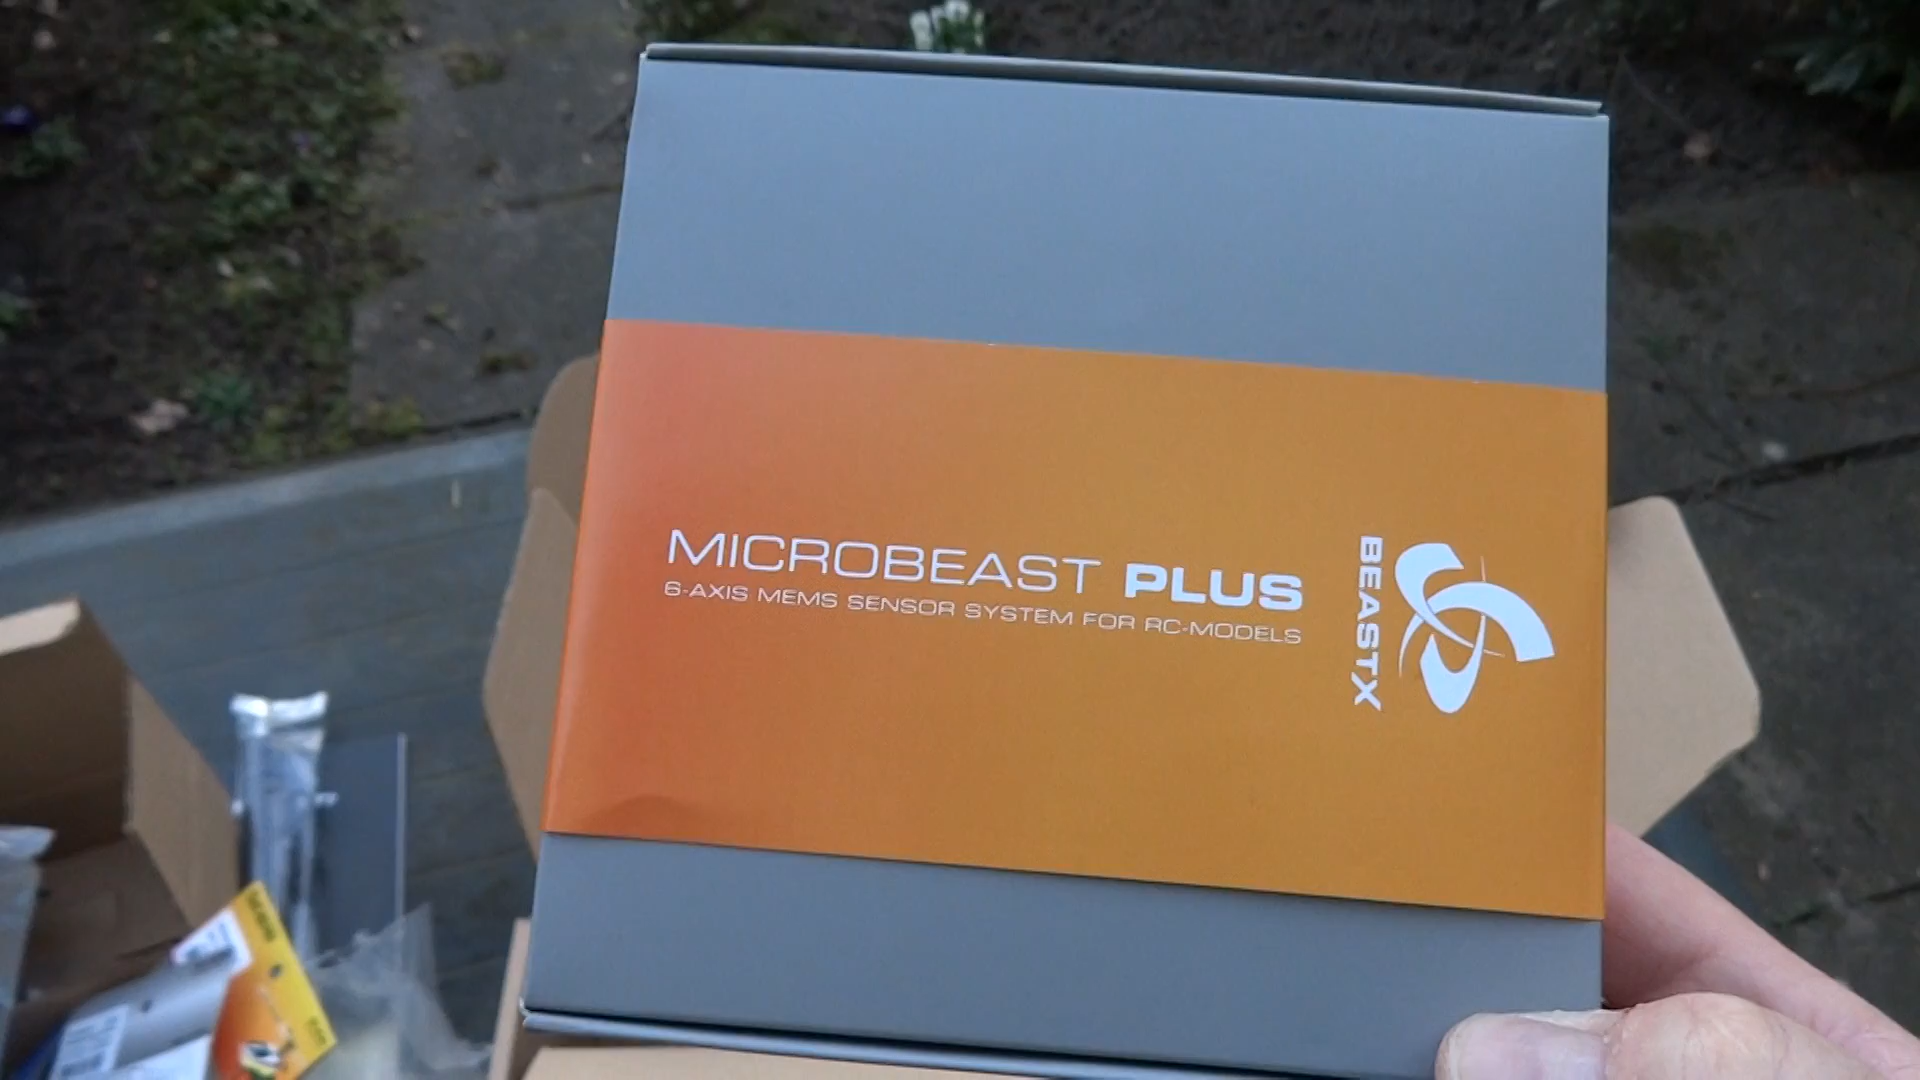 MICROBEAST PLUS
6-AXIS MEMS SENSOR SYSTEM FOR RC-MODELS
BEASTX